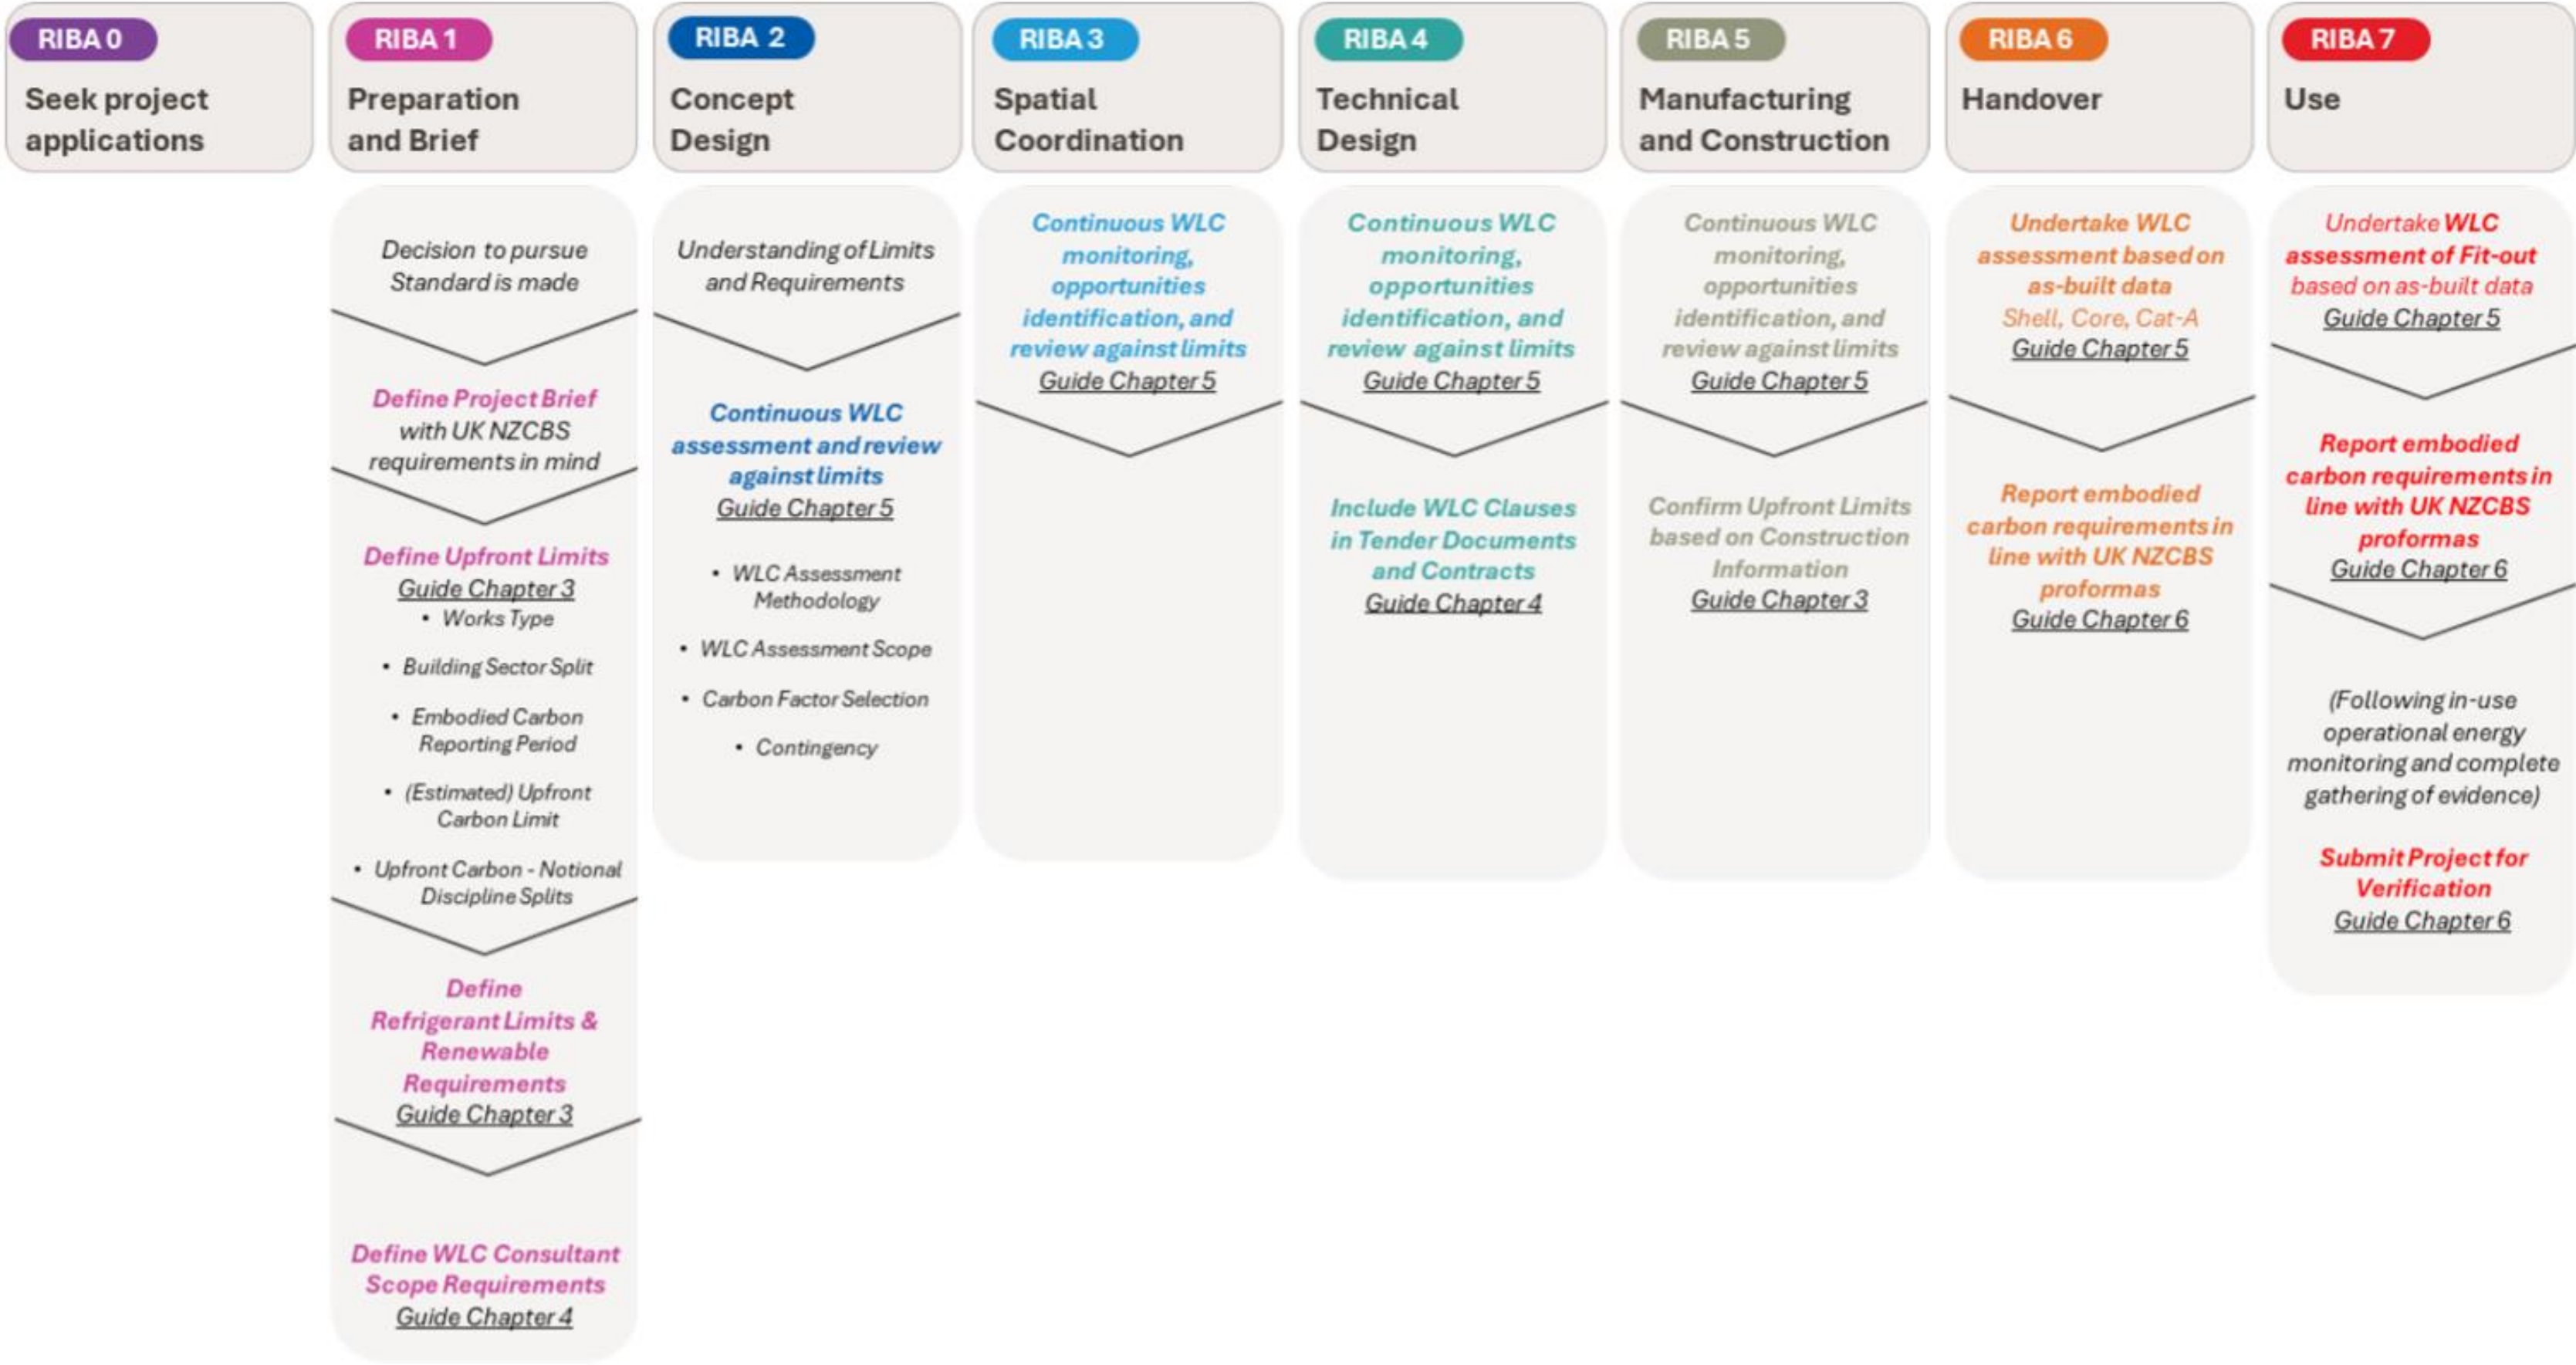 RIBA 0
Seek project
applications
RIBA 1
Preparation
and Brief
Decision to pursue
Standard is made
Define Project Brief
with UK NZCBS
requirements in mind
Define Upfront Limits
Guide Chapter 3
• Works Type
• Building Sector Split
• Embodied Carbon
Reporting Period
• (Estimated) Upfront
Carbon Limit
• Upfront Carbon - Notional
Discipline Splits
Define
Refrigerant Limits &
Renewable
Requirements
Guide Chapter 3
Define WLC Consultant
Scope Requirements
Guide Chapter 4
RIBA 2
Concept
Design
Understanding of Limits
and Requirements
Continuous WLC
assessment and review
against limits
Guide Chapter 5
• WLC Assessment
Methodology
• WLC Assessment Scope
• Carbon Factor Selection
• Contingency
RIBA 3
Spatial
Coordination
Continuous WLC
monitoring,
opportunities
identification, and
review against limits
Guide Chapter 5
RIBA 4
Technical
Design
Continuous WLC
monitoring,
opportunities
identification, and
review against limits
Guide Chapter 5
Include WLC Clauses
in Tender Documents
and Contracts
Guide Chapter 4
RIBA 5
Manufacturing
and Construction
Continuous WLC
monitoring,
opportunities
identification, and
review against limits
Guide Chapter 5
Confirm Upfront Limits
based on Construction
Information
Guide Chapter 3
RIBA 6
Handover
Undertake WLC
assessment based on
as-built data
Shell, Core, Cat-A
Guide Chapter 5
Report embodied
carbon requirements in
line with UK NZCBS
proformas
Guide Chapter 6
RIBA 7
Use
Undertake WLC
assessment of Fit-out
based on as-built data
Guide Chapter 5
Report embodied
carbon requirements in
line with UK NZCBS
proformas
Guide Chapter 6
(Following in-use
operational energy
monitoring and complete
gathering of evidence)
Submit Project for
Verification
Guide Chapter 6